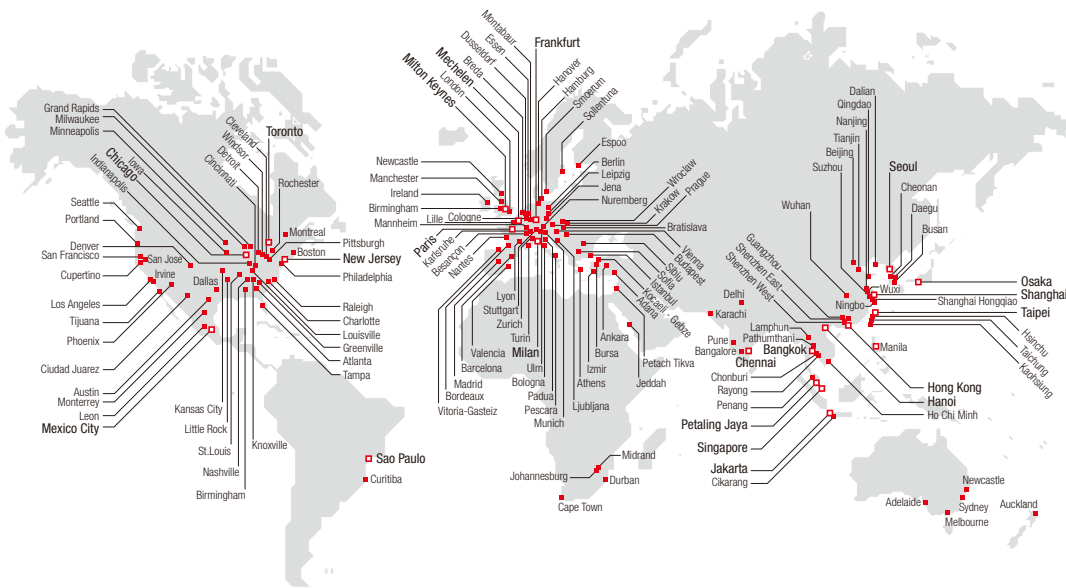 Grand Rapids
Milwaukee
Minneapolis
Chicago
Iowa
Indianapolis
Cleveland
Windsor
Detroit
Cincinnati
Toronto
Rochester
Seattle
Portland
Denver
San Francisco
San Jose
Cupertino
Irvine
Dallas
Los Angeles
Tijuana
Phoenix
Ciudad Juarez
Austin
Monterrey
Leon
Mexico City
Montreal
Pittsburgh
Boston
New Jersey
Philadelphia
Raleigh
Charlotte
Louisville
Greenville
Atlanta
Tampa
Kansas City
Little Rock
St.Louis
Nashville
Birmingham
Knoxville
Sao Paulo
Curitiba
Montabaur
Essen
Dusseldorf
Mechelen
Breda
London
Milton Keynes
Frankfurt
Hanover
Hamburg
Smoerum
Sollentuna
Espoo
Berlin
Leipzig
Jena
Nuremberg
Newcastle
Manchester
Ireland
Birmingham
Lille
Cologne
Mannheim
Paris
Karlsruhe
Besançon
Nantes
Wroclaw
Prague
Krakow
Bratislava
Vienna
Budapest
Sibiu
Sofia
Istanbul
Kocaeli - Gebze
Adana
Lyon
Stuttgart
Zurich
Turin
Milan
Ulm
Bologna
Padua
Pescara
Munich
Valencia
Barcelona
Madrid
Bordeaux
Vitoria-Gasteiz
Ljubljana
Athens
Izmir
Bursa
Ankara
Petach Tikva
Jeddah
Midrand
Johannesburg
Durban
Cape Town
Dalian
Qingdao
Nanjing
Tianjin
Beijing
Suzhou
Seoul
Cheonan
Daegu
Busan
Wuhan
Guangzhou
Shenzhen East
Shenzhen West
Wuxi
Ningbo
Osaka
Shanghai
Shanghai Hongqiao
Taipei
Hsinchu
Taichung
Kaohsiung
Delhi
Karachi
Pune
Bangalore
Chennai
Lamphun
Pathumthani
Bangkok
Manila
Chonburi
Rayong
Penang
Petaling Jaya
Singapore
Jakarta
Cikarang
Hong Kong
Hanoi
Ho Chi Minh
Newcastle
Adelaide
Sydney
Melbourne
Auckland